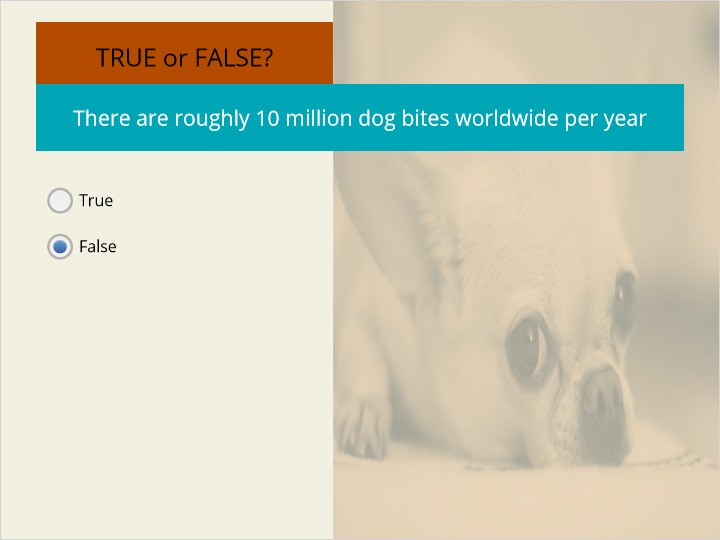 TRUE or FALSE?
There are roughly 10 million dog bites worldwide per year
True
False